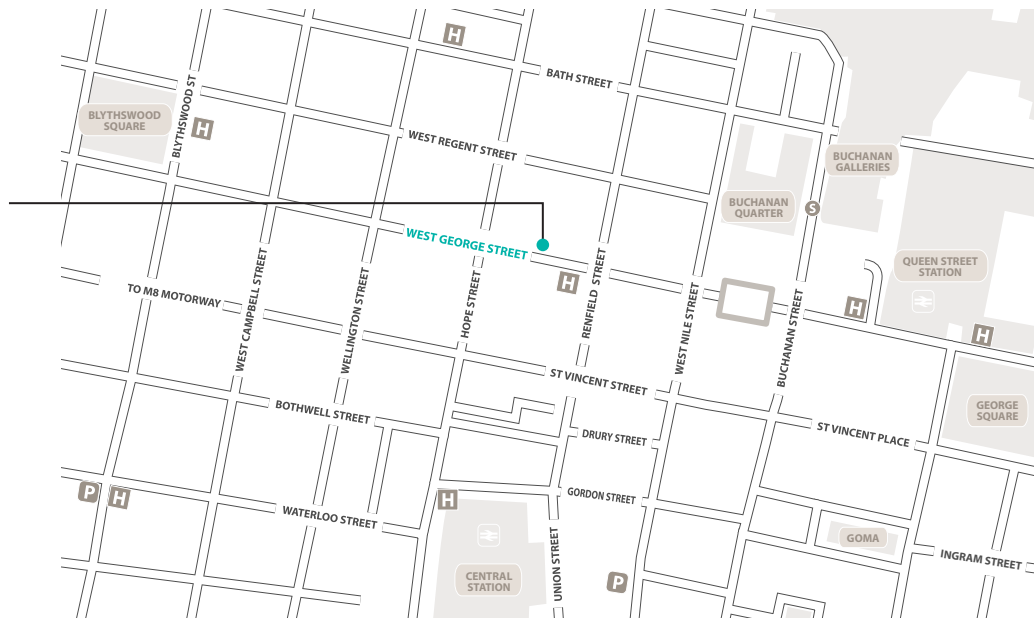 H
BATH STREET
BLYTHSWOOD
SQUARE
BLYTHSWOOD ST
H
WEST REGENT STREET
BUCHANAN
GALLERIES
BUCHANAN
QUARTER
S
WEST GEORGE STREET
QUEEN STREET
STATION
TO M8 MOTORWAY
WEST CAMPBELL STREET
WELLINGTON STREET
HOPE STREET
H
RENFIELD STREET
WEST NILE STREET
BUCHANAN STREET
H
H
ST VINCENT STREET
BOTHWELL STREET
DRURY STREET
ST VINCENT PLACE
GEORGE
SQUARE
P
H
H
GORDON STREET
WATERLOO STREET
UNION STREET
GOMA
INGRAM STREET
CENTRAL
STATION
P